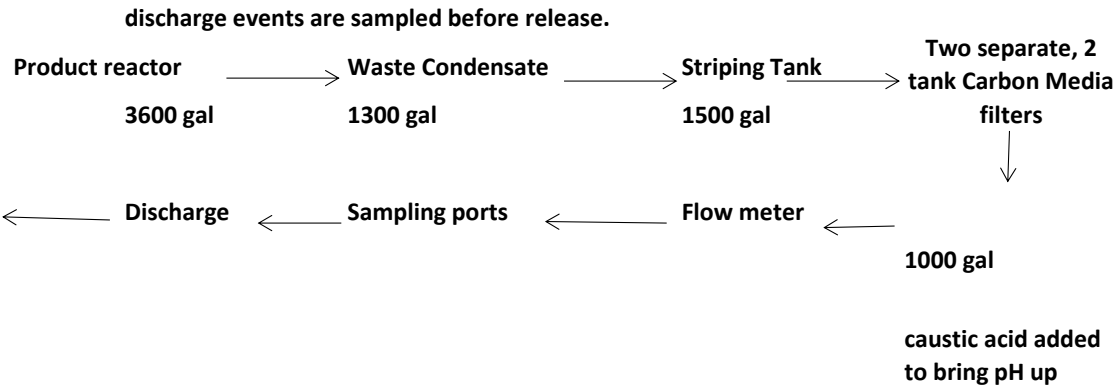 discharge events are sampled before release.
Product reactor
3600 gal
Waste Condensate
1300 gal
Striping Tank
1500 gal
Two separate, 2
tank Carbon Media
filters
Discharge
Sampling ports
Flow meter
1000 gal
caustic acid added
to bring pH up